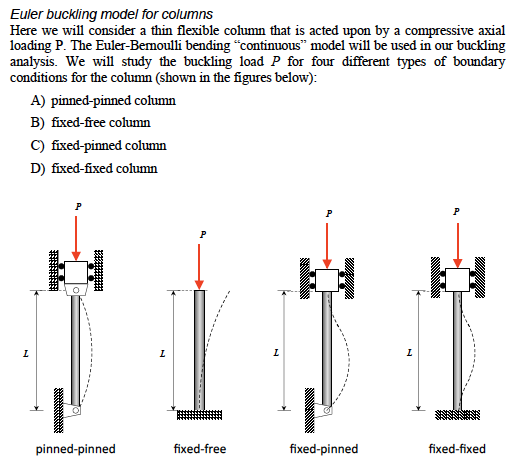 Euler buckling model for columns
Here we will consider a thin flexible column that is acted upon by a compressive axial
loading P. The Euler-Bernoulli bending “continuous” model will be used in our buckling
analysis. We will study the buckling load P for four different types of boundary
conditions for the column (shown in the figures below):
A) pinned-pinned column
B) fixed-free column
C) fixed-pinned column
D) fixed-fixed column
P
P
P
P
L
L
L
L
pinned-pinned
fixed-free
fixed-pinned
fixed-fixed